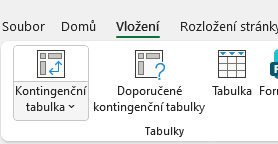 Soubor Domů Vložení Rozložení stránky
Kontingenční tabulka
Doporučené kontingenční tabulky
Tabulka
Tabulky